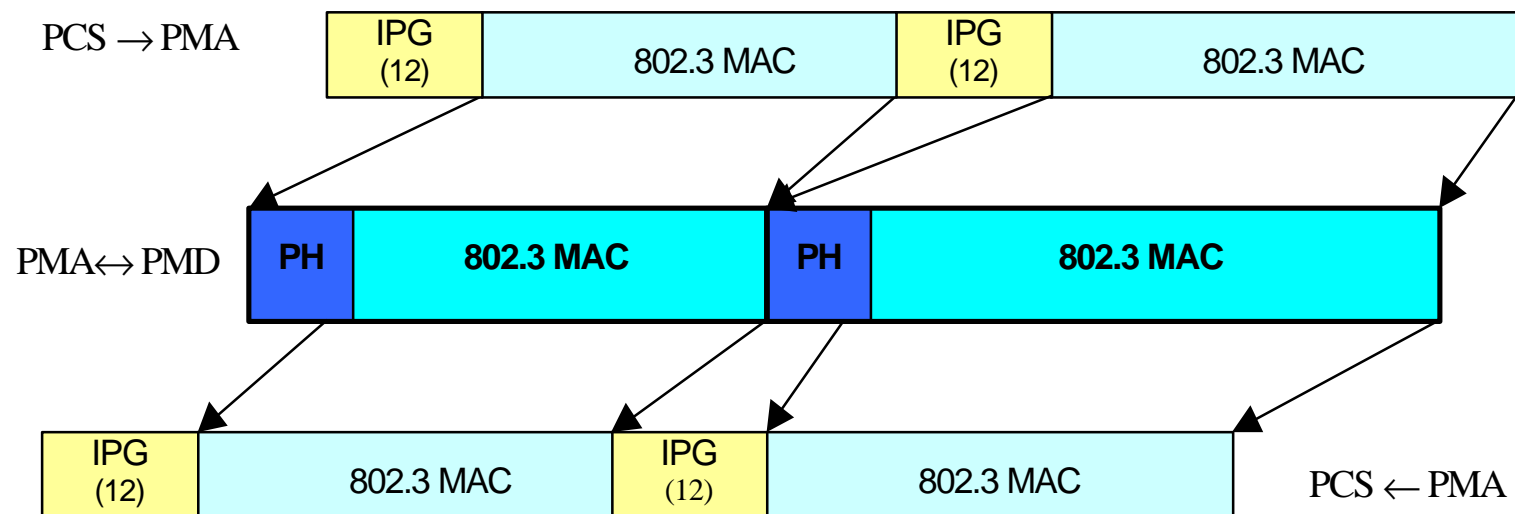 PCS → PMA
IPG
(12)
802.3 MAC
IPG
(12)
802.3 MAC
PMA↔ PMD
PH
802.3 MAC
PH
802.3 MAC
IPG
(12)
802.3 MAC
IPG
(12)
802.3 MAC
PCS ← PMA